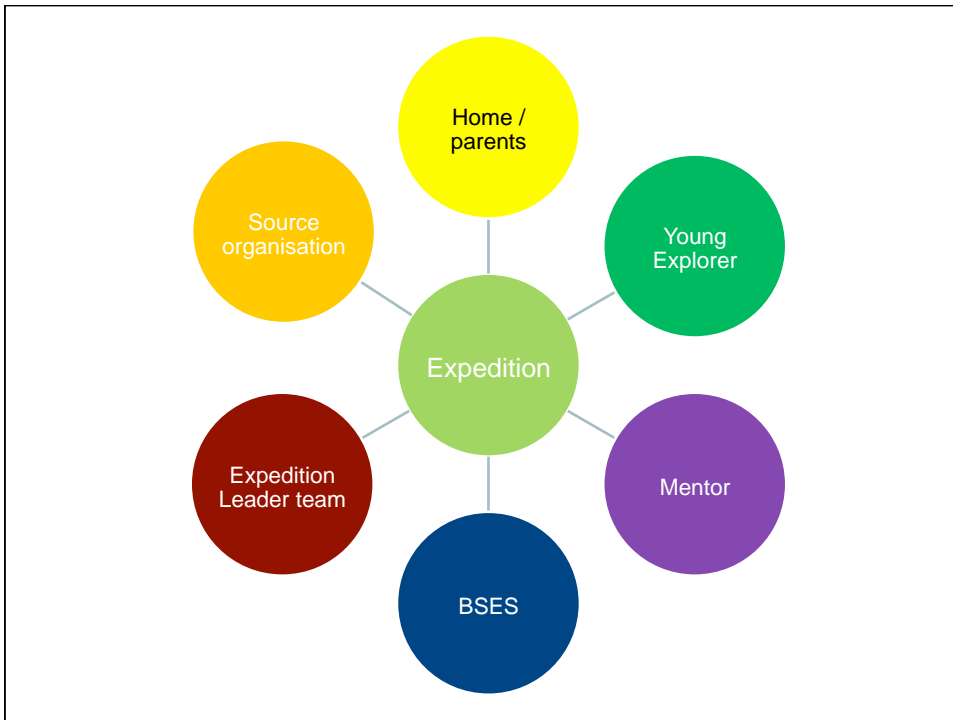 Home /
parents
Source
organisation
Young
Explorer
Expedition
Expedition
Leader team
Mentor
BSES